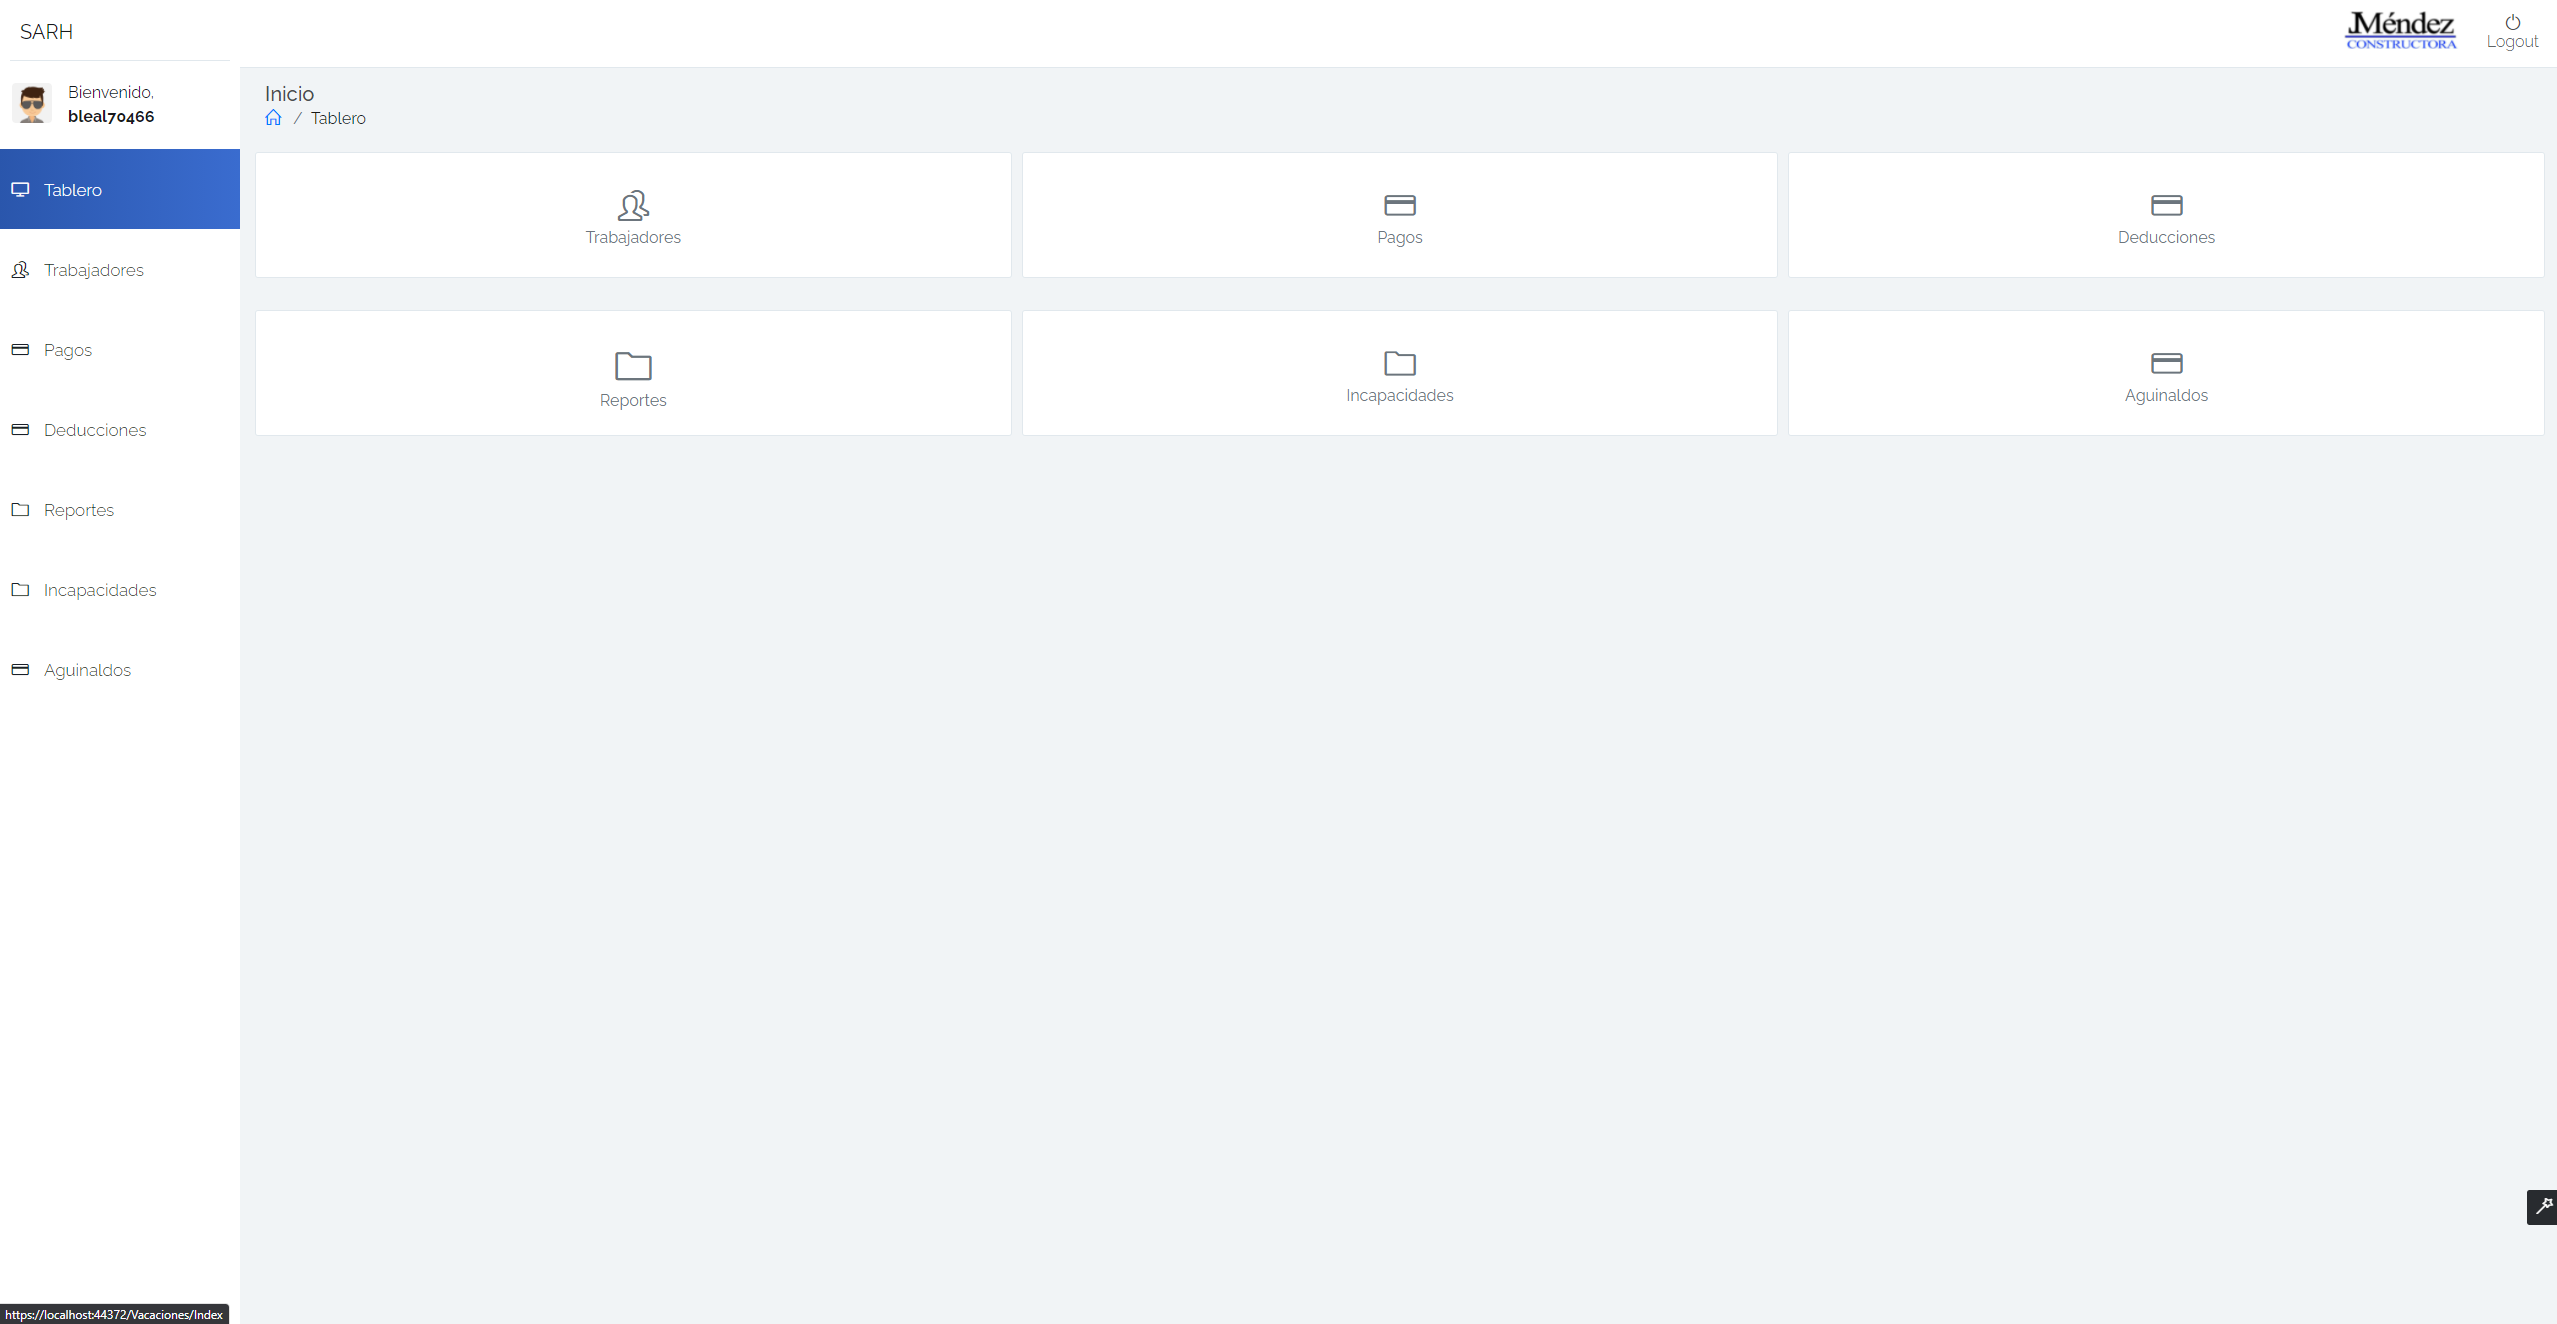 SARH
JMéndez
CONSTRUCTORA
Logout
Bienvenido,
bleal70466
Inicio
/ Tablero
Tablero
Trabajadores
Pagos
Deducciones
Reportes
Incapacidades
Aguinaldos
Trabajadores
Pagos
Deducciones
Reportes
Incapacidades
Aguinaldos
https://localhost:44372/Vacaciones/Index